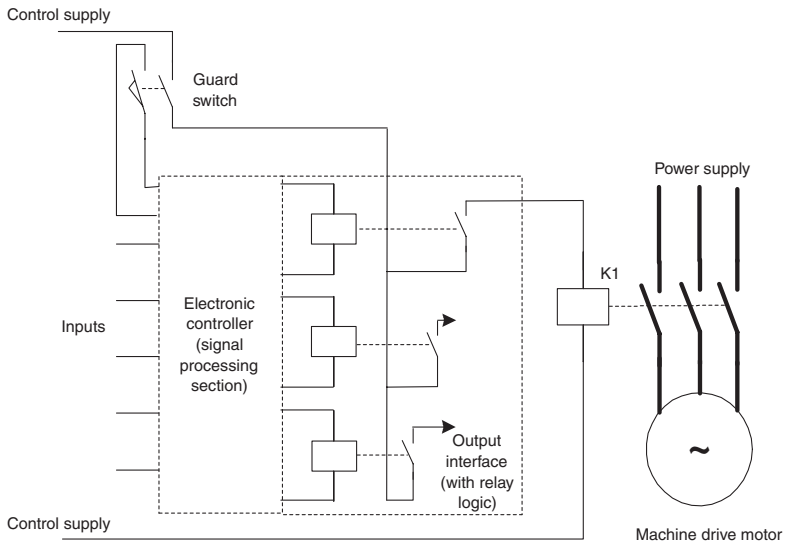 Control supply
Guard
switch
Power supply
K1
Inputs
Electronic
controller
(signal
processing
section)
Output
interface
(with relay
logic)
~
Control supply
Machine drive motor